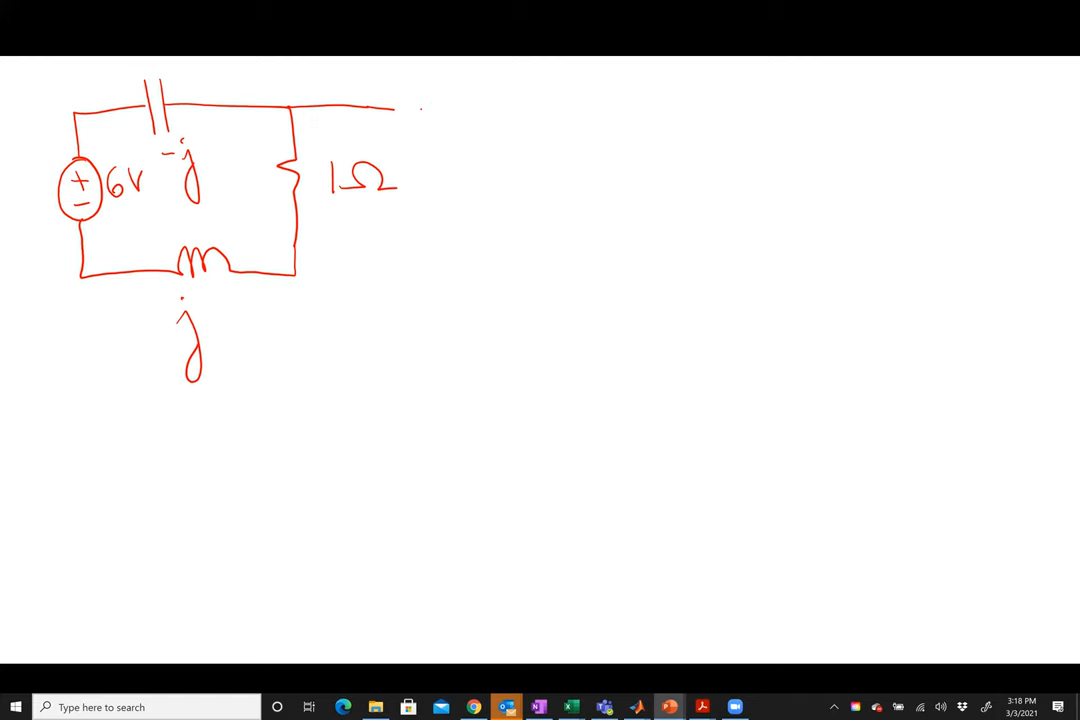 -j
+
-
6V
1Ω
j
Type here to search
3:18 PM
3/3/2021